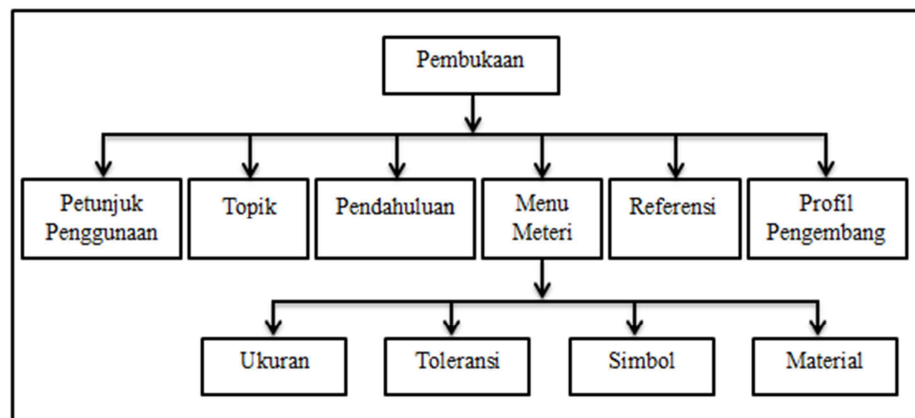 Pembukaan
Petunjuk
Penggunaan
Topik
Pendahuluan
Menu
Meteri
Referensi
Profil
Pengembang
Ukuran
Toleransi
Simbol
Material